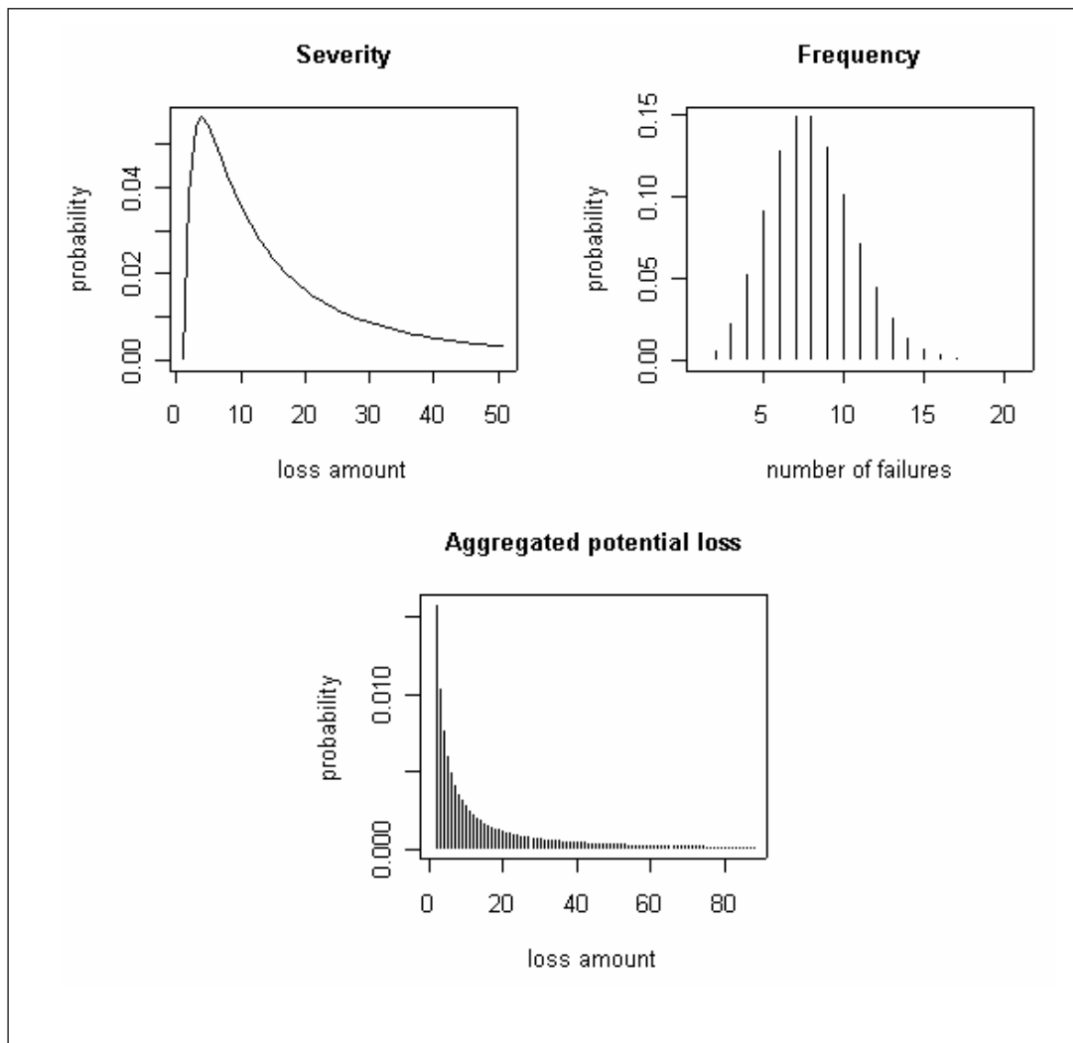 Severity
probability
0.00
0.02
0.04
0 10 20 30 40 50
loss amount
Frequency
probability
0.00
0.05
0.10
0.15
5 10 15 20
number of failures
Aggregated potential loss
probability
0.000
0.010
0 20 40 60 80
loss amount